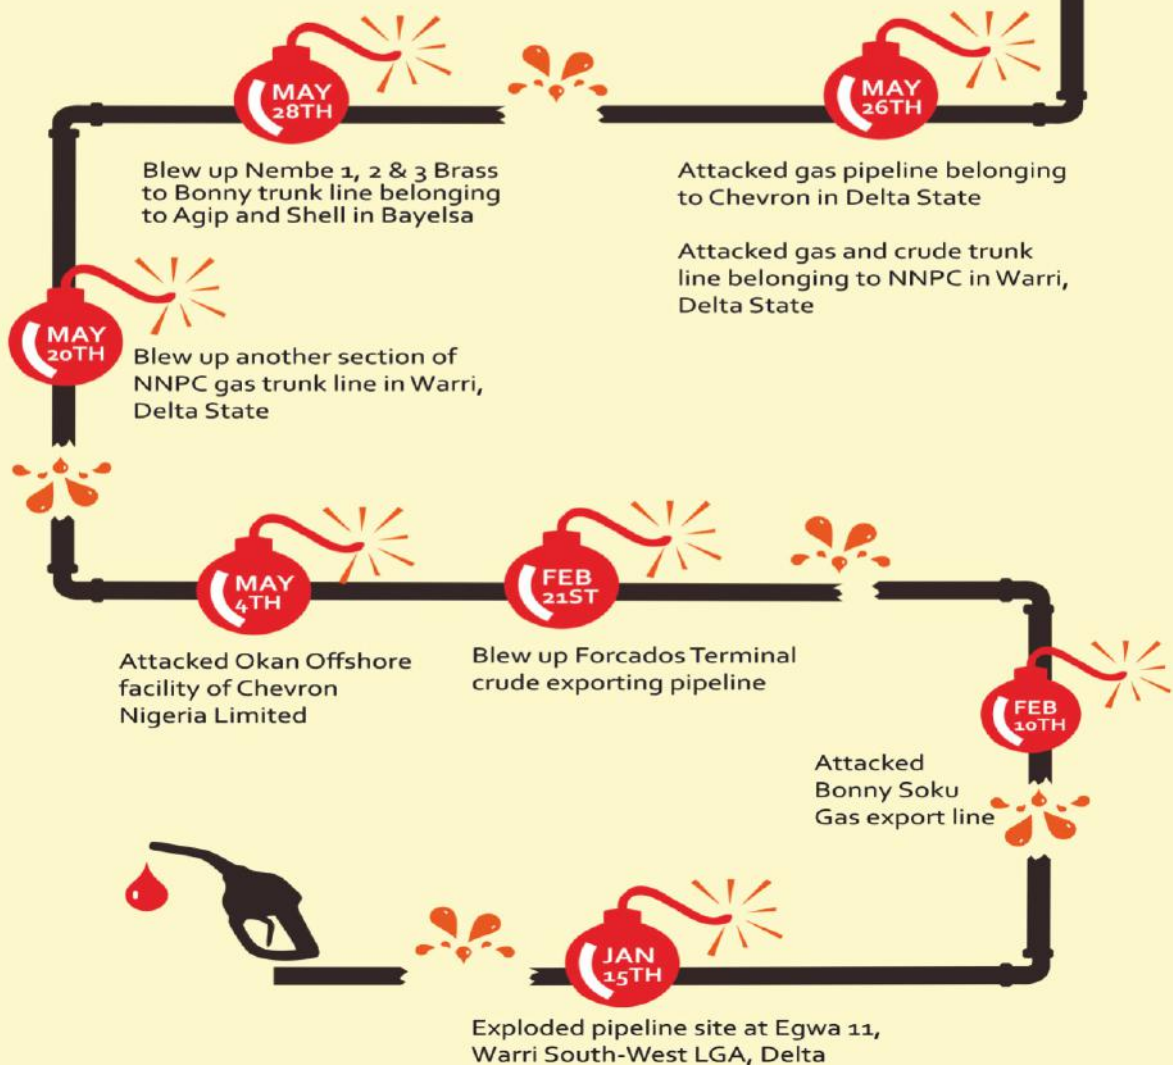 MAY
28TH
Blew up Nembe 1, 2 & 3 Brass
to Bonny trunk line belonging
to Agip and Shell in Bayelsa
MAY
26TH
Attacked gas pipeline belonging
to Chevron in Delta State
Attacked gas and crude trunk
line belonging to NNPC in Warri,
Delta State
MAY
20TH
Blew up another section of
NNPC gas trunk line in Warri,
Delta State
MAY
4TH
Attacked Okan Offshore
facility of Chevron
Nigeria Limited
FEB
21ST
Blew up Forcados Terminal
crude exporting pipeline
FEB
10TH
Attacked
Bonny Soku
Gas export line
JAN
15TH
Exploded pipeline site at Egwa 11,
Warri South-West LGA, Delta